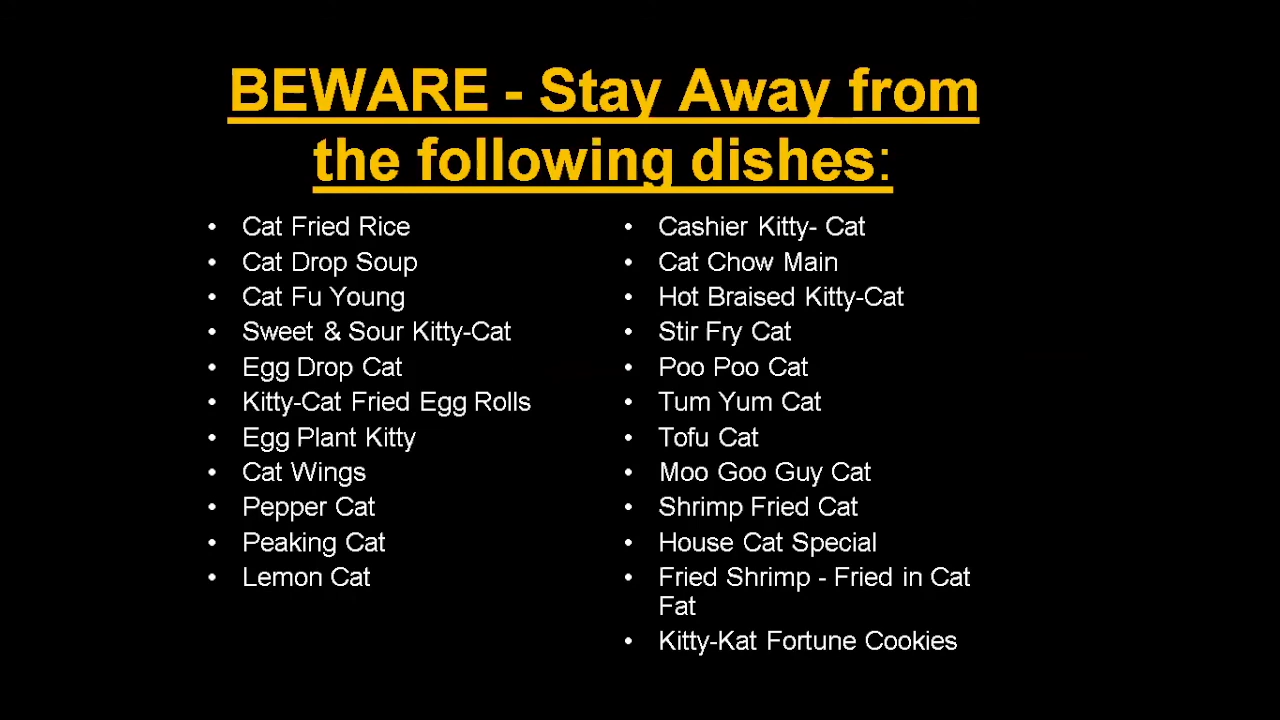 BEWARE - Stay Away from
the following dishes:
• Cat Fried Rice
• Cat Drop Soup
• Cat Fu Young
• Sweet & Sour Kitty-Cat
• Egg Drop Cat
• Kitty-Cat Fried Egg Rolls
• Egg Plant Kitty
• Cat Wings
• Pepper Cat
• Peaking Cat
• Lemon Cat
• Cashier Kitty- Cat
• Cat Chow Main
• Hot Braised Kitty-Cat
• Stir Fry Cat
• Poo Poo Cat
• Tum Yum Cat
• Tofu Cat
• Moo Goo Guy Cat
• Shrimp Fried Cat
• House Cat Special
• Fried Shrimp - Fried in Cat
Fat
• Kitty-Kat Fortune Cookies